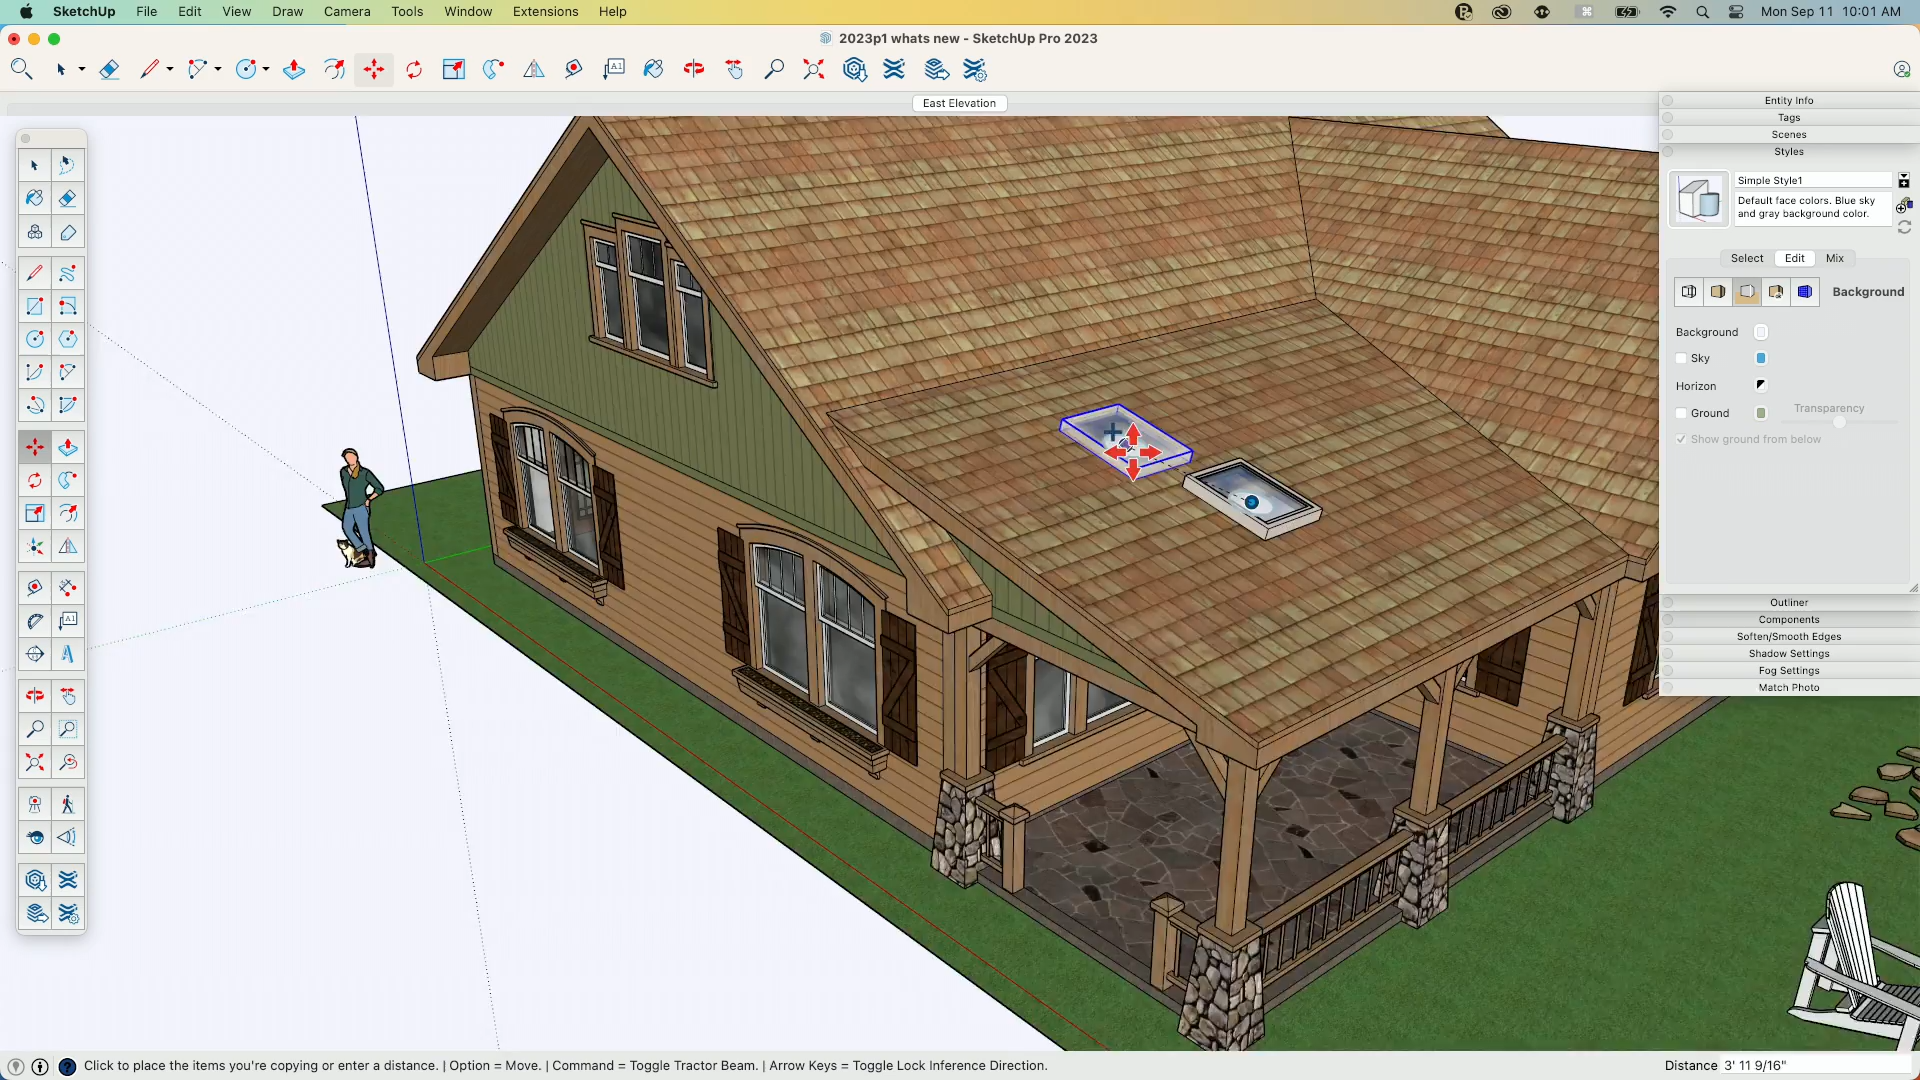 SketchUp File Edit View Draw Camera Tools Window Extensions Help Mon Sep 11 10:01 AM
2023p1 whats new - SketchUp Pro 2023
A1
East Elevation
Entity Info
Tags
Scenes
Styles
Simple Style1
Default face colors. Blue sky
and gray background color.
Select Edit Mix
Background
Background
Sky
Horizon
Ground Transparency
Show ground from below
Outliner
Components
Soften/Smooth Edges
Shadow Settings
Fog Settings
Match Photo
A1
Click to place the items you're copying or enter a distance. | Option = Move. | Command = Toggle Tractor Beam. | Arrow Keys = Toggle Lock Inference Direction. Distance 3' 11 9/16"